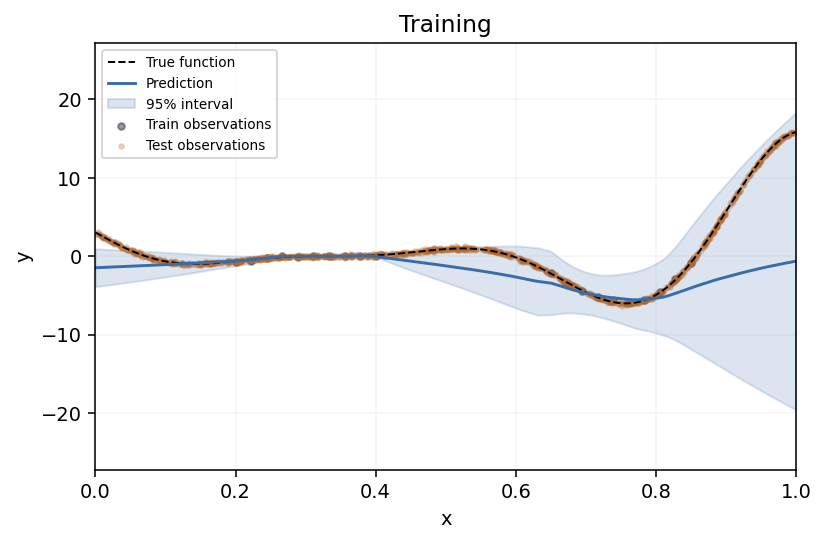 Training
True function
Prediction
95% interval
Train observations
Test observations
y
20
10
0
−10
−20
0.0 0.2 0.4 0.6 0.8 1.0
x